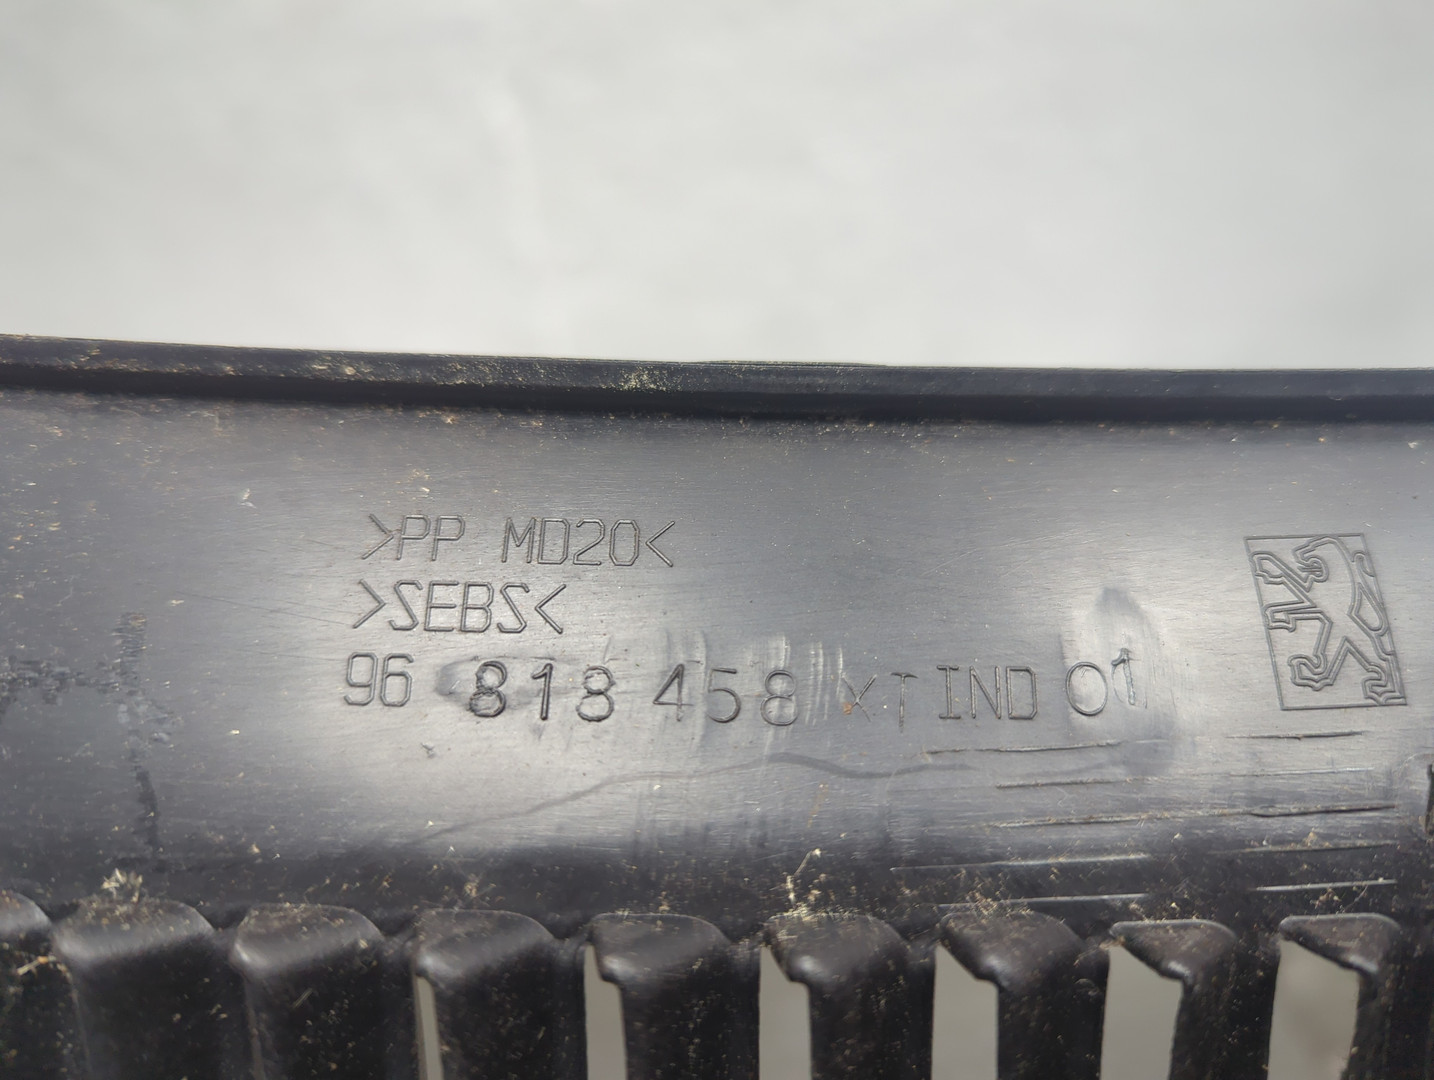 >PP MD20<
>SEBS<
96 818 458 XT IND 01